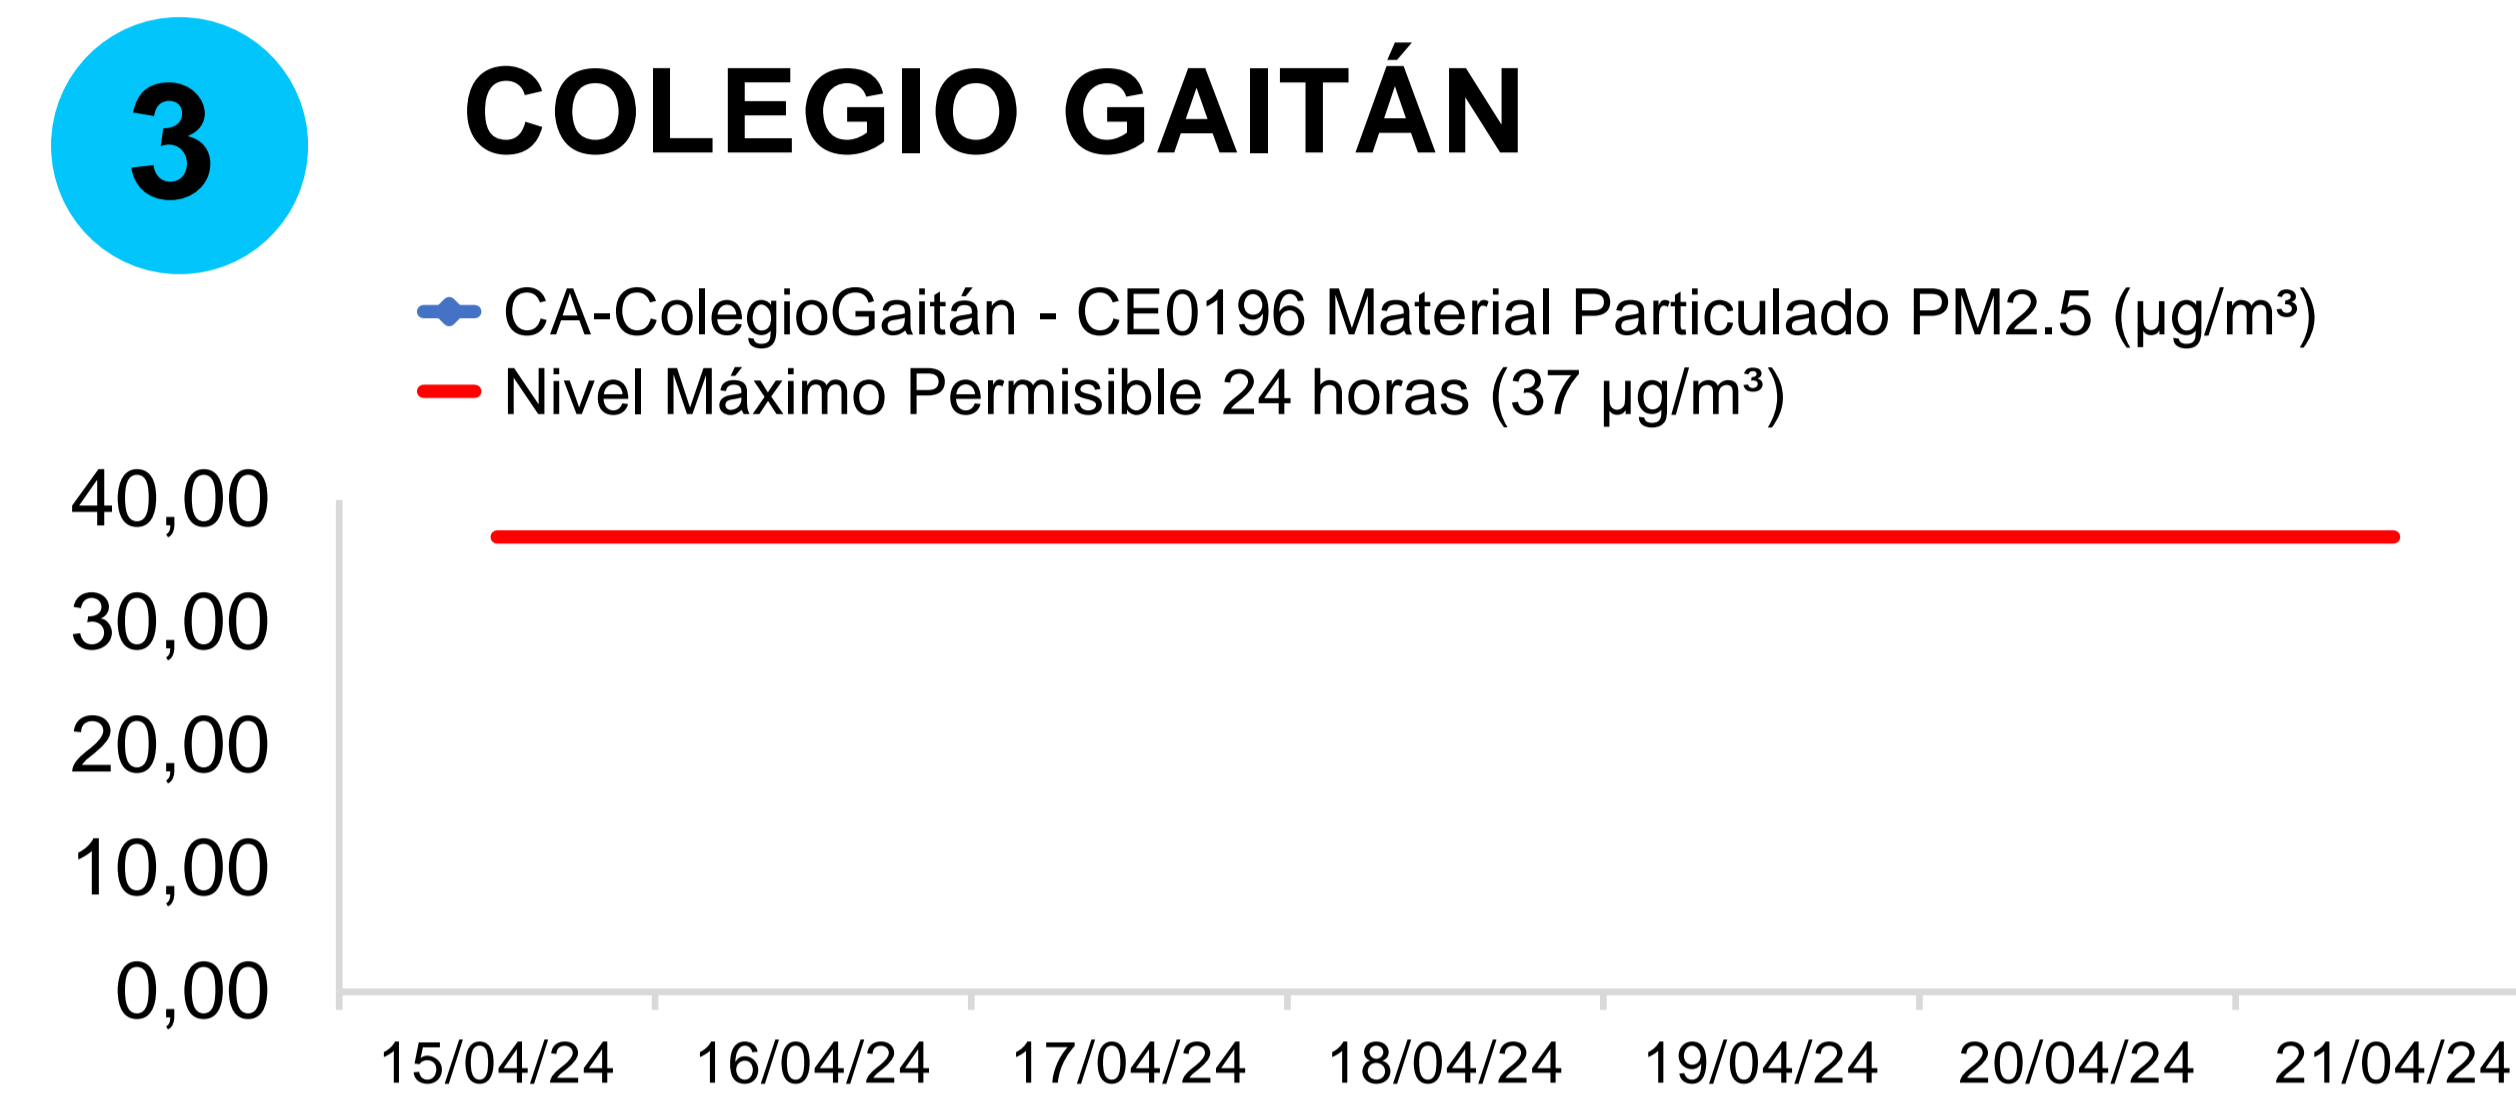 3
COLEGIO GAITÁN
CA-ColegioGaitán - CE0196 Material Particulado PM2.5 (µg/m³)
Nivel Máximo Permisible 24 horas (37 µg/m³)
40,00
30,00
20,00
10,00
0,00
15/04/24 16/04/24 17/04/24 18/04/24 19/04/24 20/04/24 21/04/24